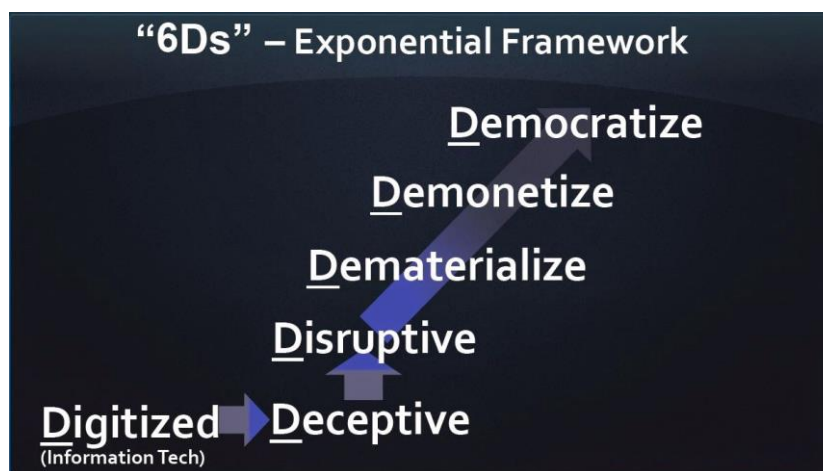 “6Ds” – Exponential Framework
Democratize
Demonetize
Dematerialize
Disruptive
Digitized Deceptive
(Information Tech)